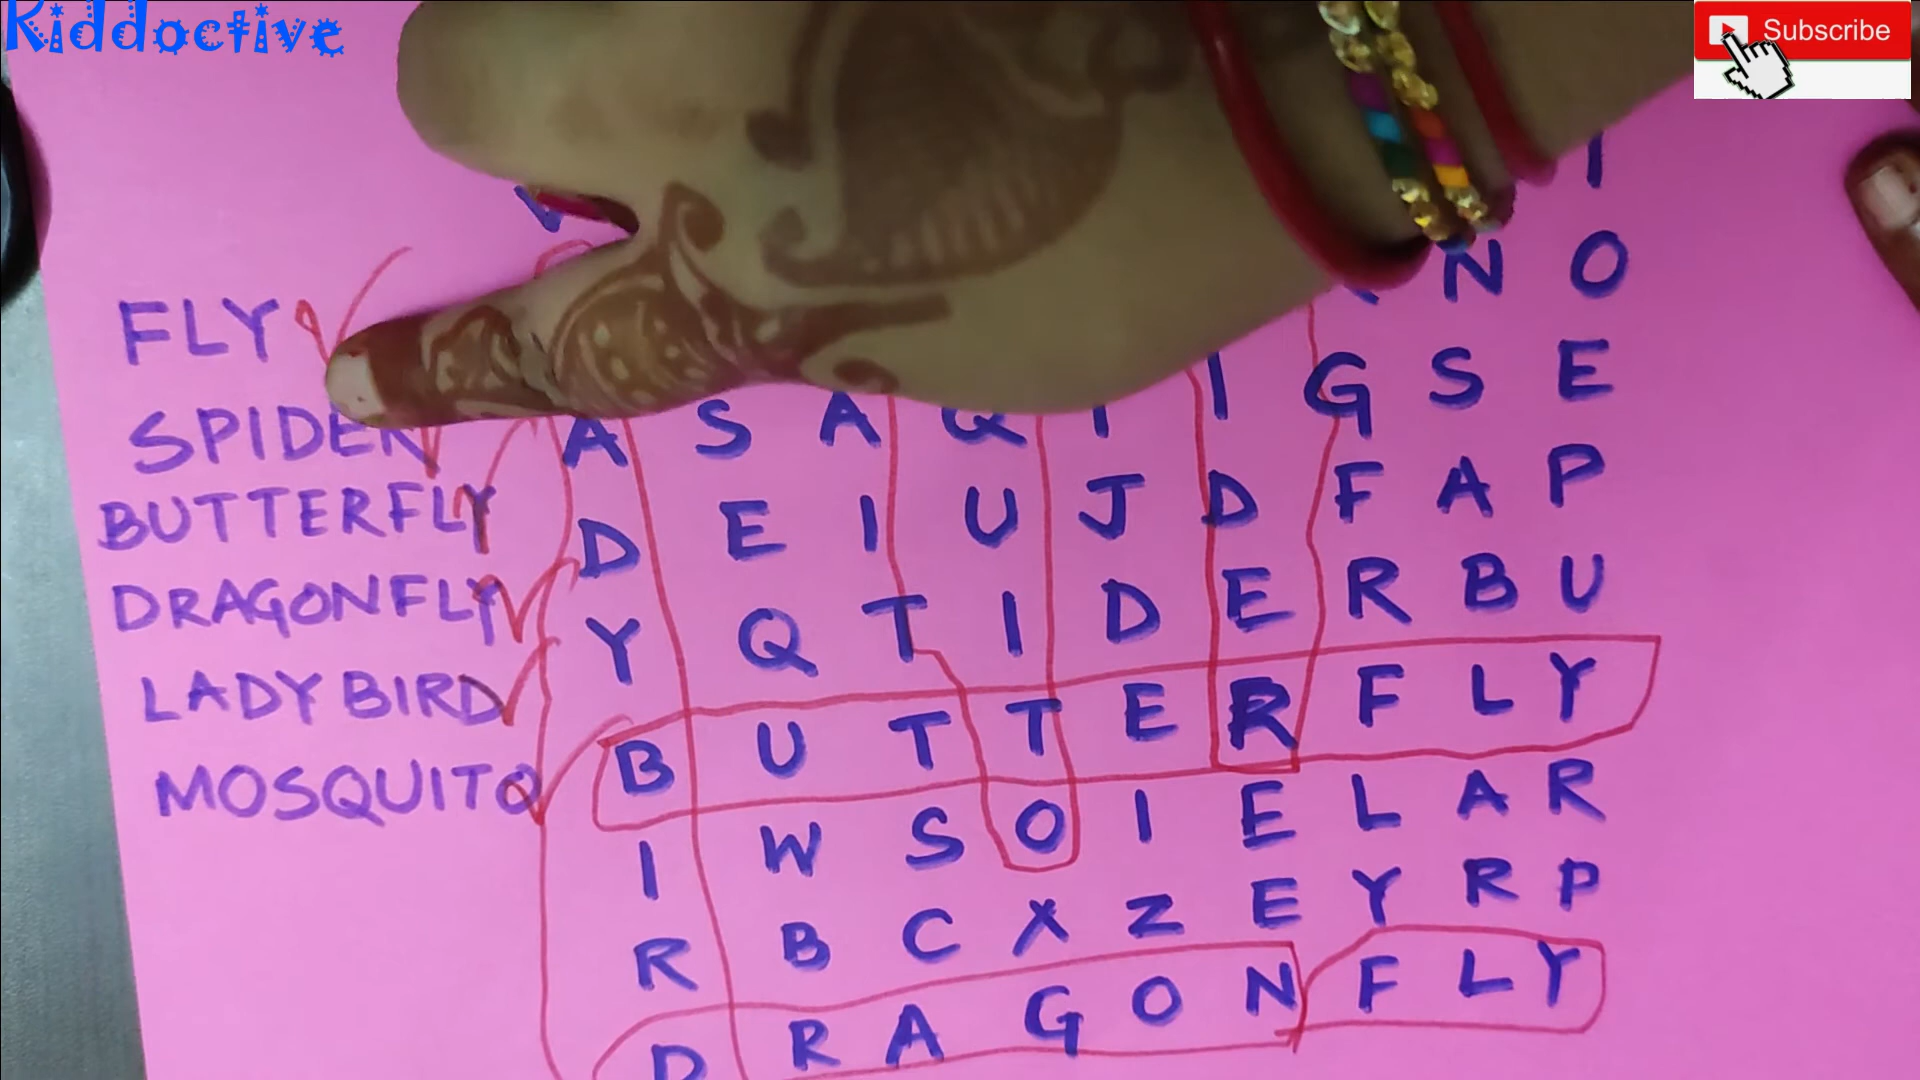 Kiddoctive
Subscribe
I
N O
FLY
I G S E
SPIDER
A S A Q I
BUTTERFLY
D E I U J D F A P
DRAGONFLY
Y Q T I D E R B U
LADYBIRD
B U T T E R F L Y
MOSQUITO
I W S O I E L A R
R B C X Z E Y R P
D R A G O N F L Y